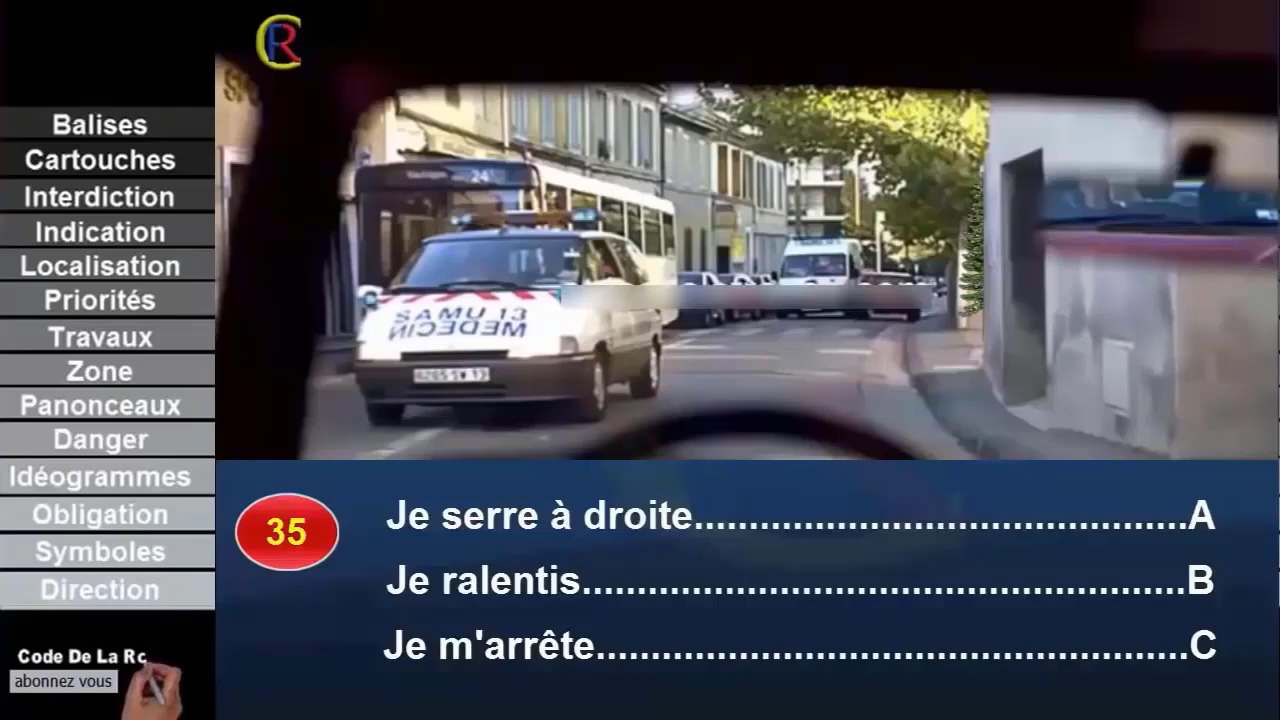 CR
Balises
Cartouches
Interdiction
Indication
Localisation
Priorités
Travaux
Zone
Panonceaux
Danger
Idéogrammes
Obligation
Symboles
Direction
Code De La Rc
abonnez vous
24
SAMU 13
MEDECIN
35
Je serre à droite..............................................A
Je ralentis........................................................B
Je m'arrête.......................................................C